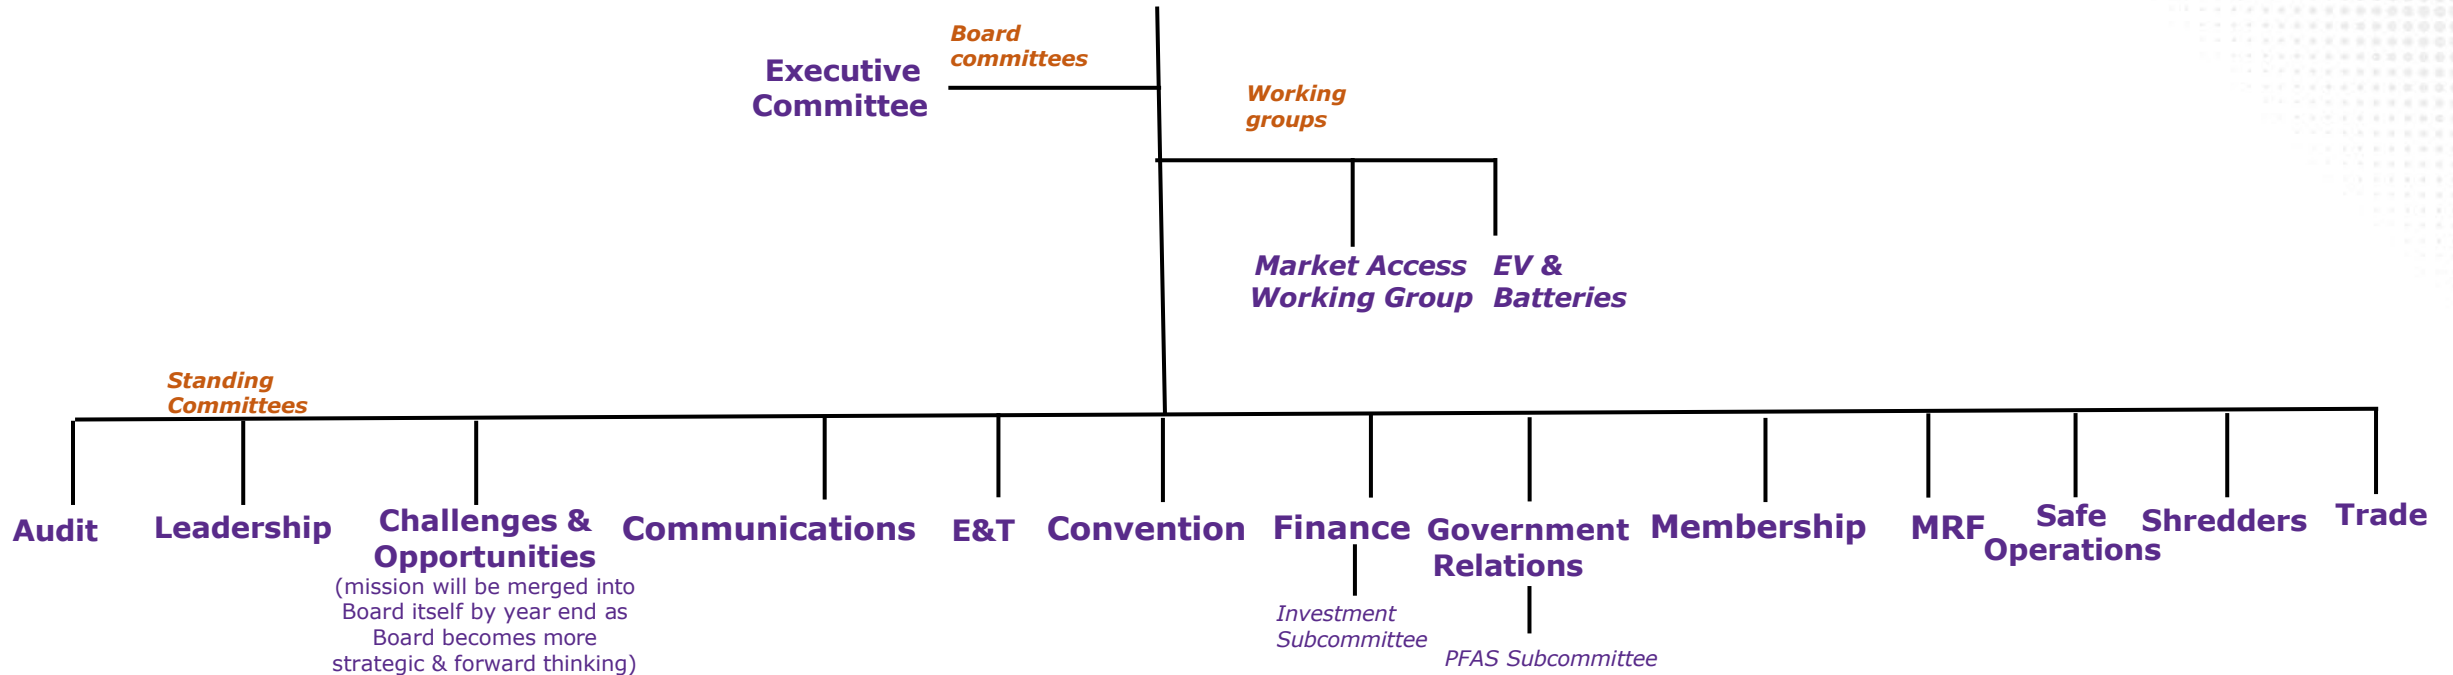 Board
committees
Executive
Committee
Working
groups
Market Access
Working Group
EV &
Batteries
Standing
Committees
Audit
Leadership
Challenges &
Opportunities
(mission will be merged into
Board itself by year end as
Board becomes more
strategic & forward thinking)
Communications
E&T
Convention
Finance
Investment
Subcommittee
Government
Relations
PFAS Subcommittee
Membership
MRF
Safe
Operations
Shredders
Trade